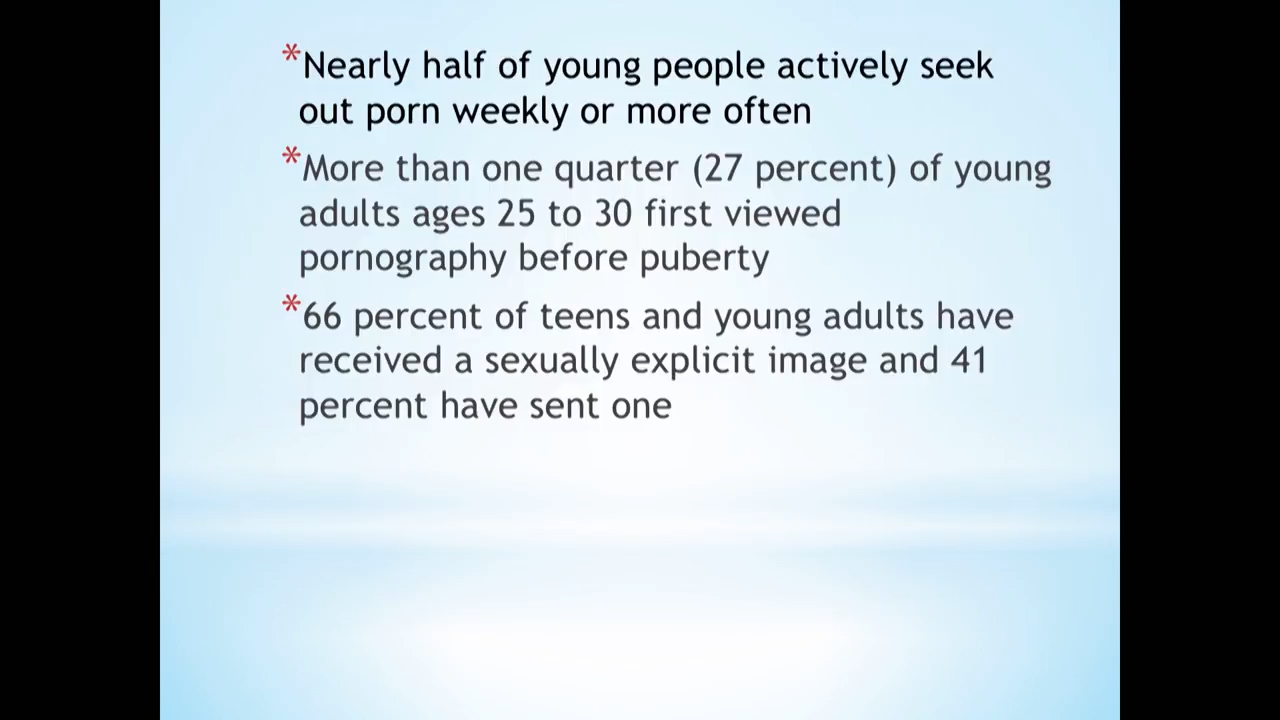 *Nearly half of young people actively seek
out porn weekly or more often
*More than one quarter (27 percent) of young
adults ages 25 to 30 first viewed
pornography before puberty
*66 percent of teens and young adults have
received a sexually explicit image and 41
percent have sent one